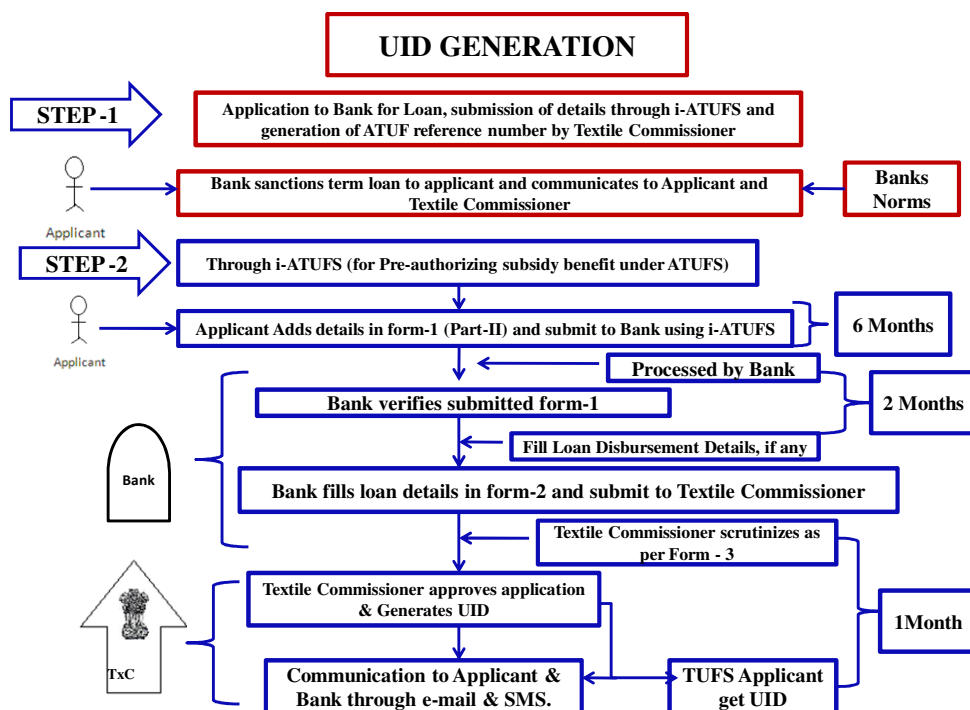 UID GENERATION
STEP -1
Application to Bank for Loan, submission of details through i-ATUFS and
generation of ATUF reference number by Textile Commissioner
Applicant
Bank sanctions term loan to applicant and communicates to Applicant and
Textile Commissioner
Banks
Norms
STEP -2
Through i-ATUFS (for Pre-authorizing subsidy benefit under ATUFS)
Applicant
Applicant Adds details in form-1 (Part-II) and submit to Bank using i-ATUFS
6 Months
Processed by Bank
Bank verifies submitted form-1
2 Months
Fill Loan Disbursement Details, if any
Bank
Bank fills loan details in form-2 and submit to Textile Commissioner
Textile Commissioner scrutinizes as
per Form - 3
Textile Commissioner approves application
& Generates UID
1Month
TxC
Communication to Applicant &
Bank through e-mail & SMS.
TUFS Applicant
get UID